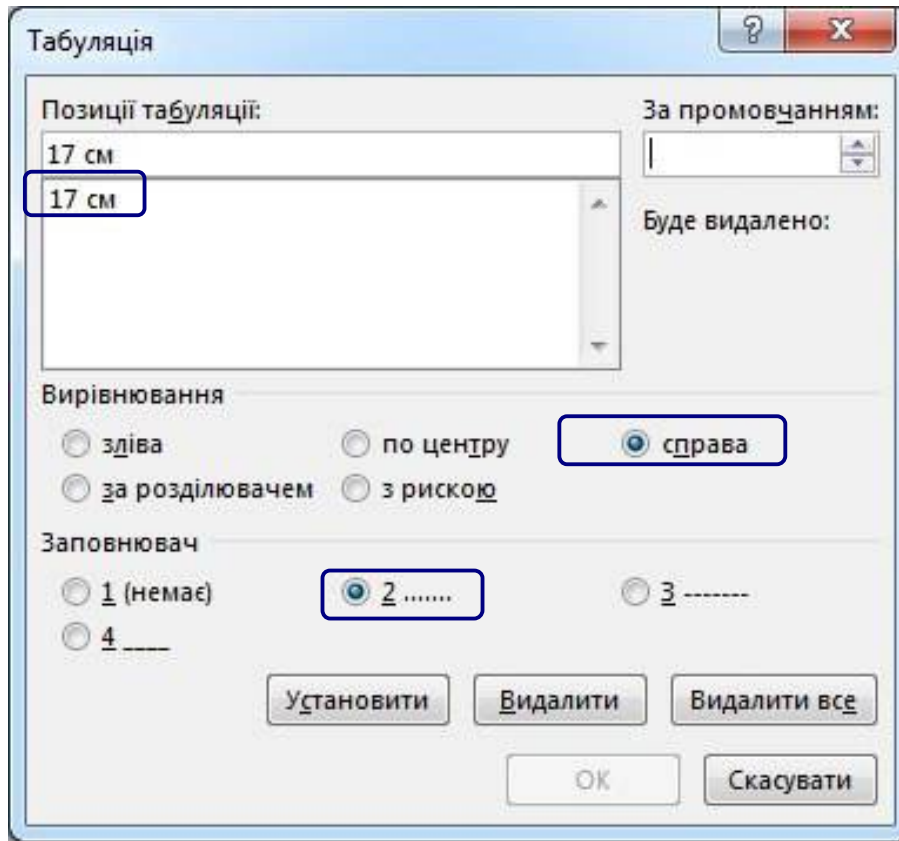 Табуляція
Позиції табуляції:
За промовчанням:
17 см
17 см
Буде видалено:
Вирівнювання
зліва
по центру
справа
за розділювачем
з рискою
Заповнювач
1 (немає)
2 .......
3 -------
4 ____
Установити
Видалити
Видалити все
ОК
Скасувати